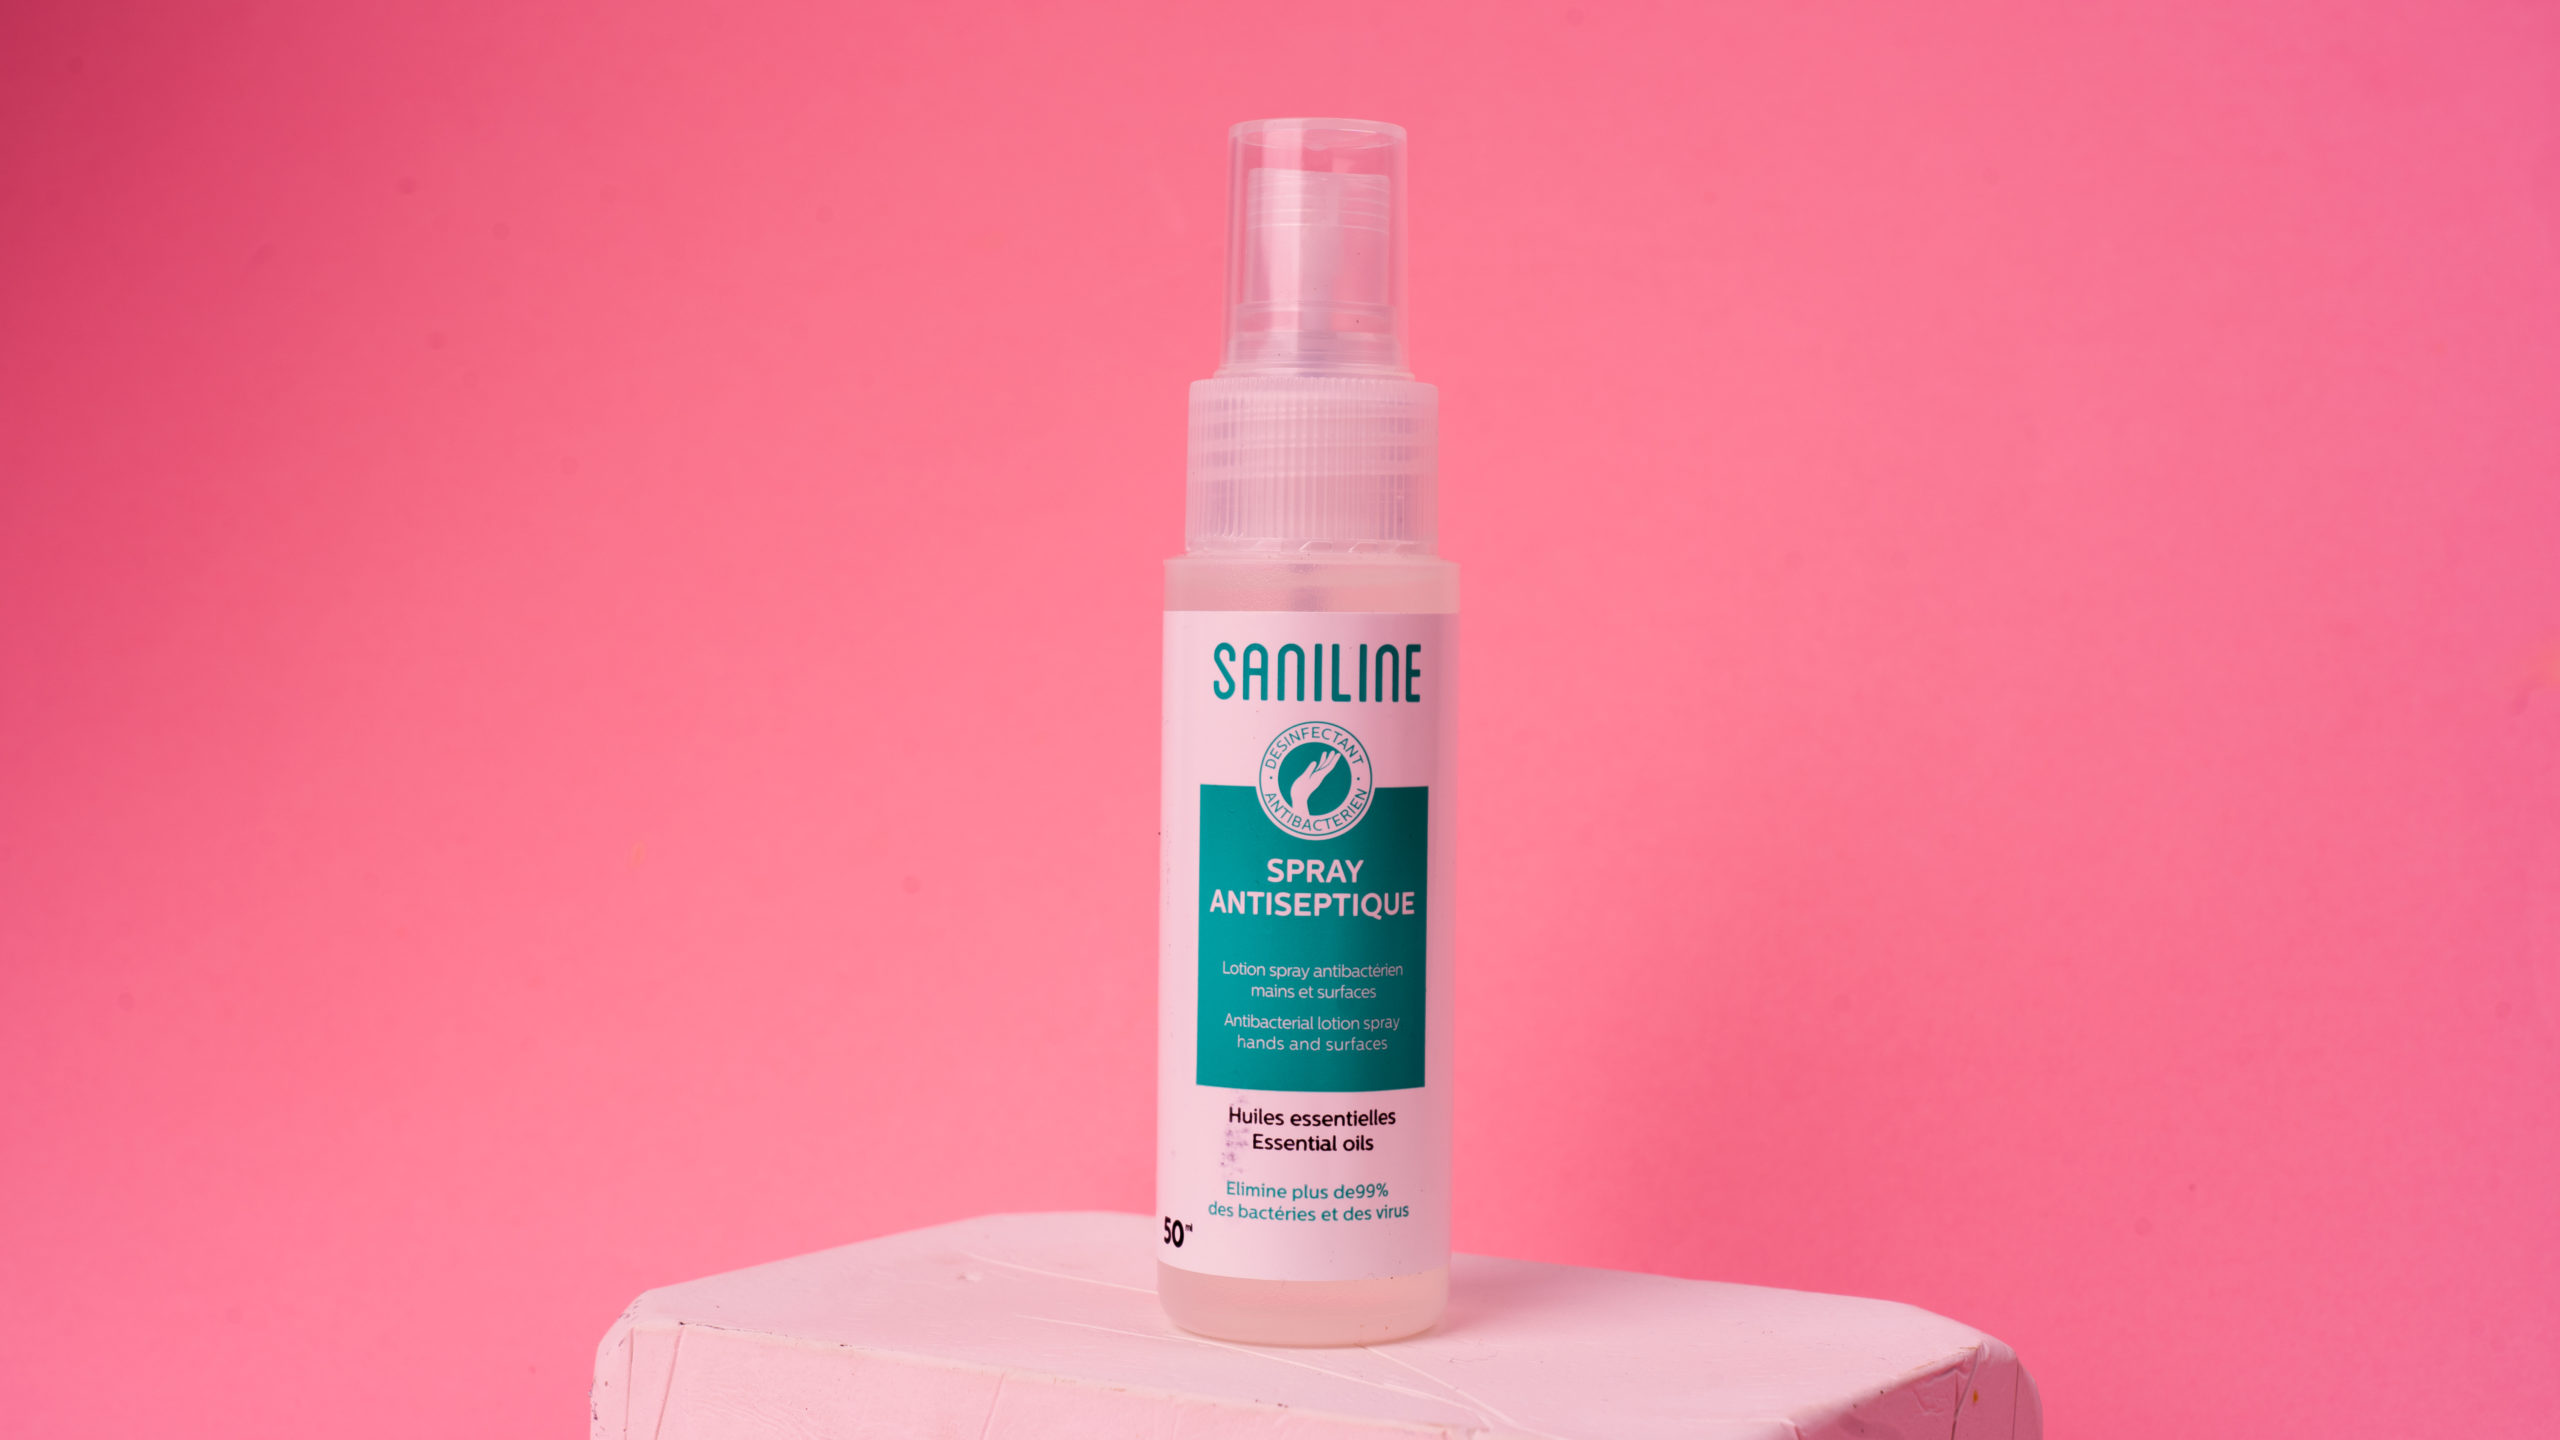 SANILINE
DESINFECTANT
ANTIBACTERIEN
SPRAY
ANTISEPTIQUE
Lotion spray antibactérien
mains et surfaces
Antibacterial lotion spray
hands and surfaces
Huiles essentielles
Essential oils
Elimine plus de99%
des bactéries et des virus
50 ml